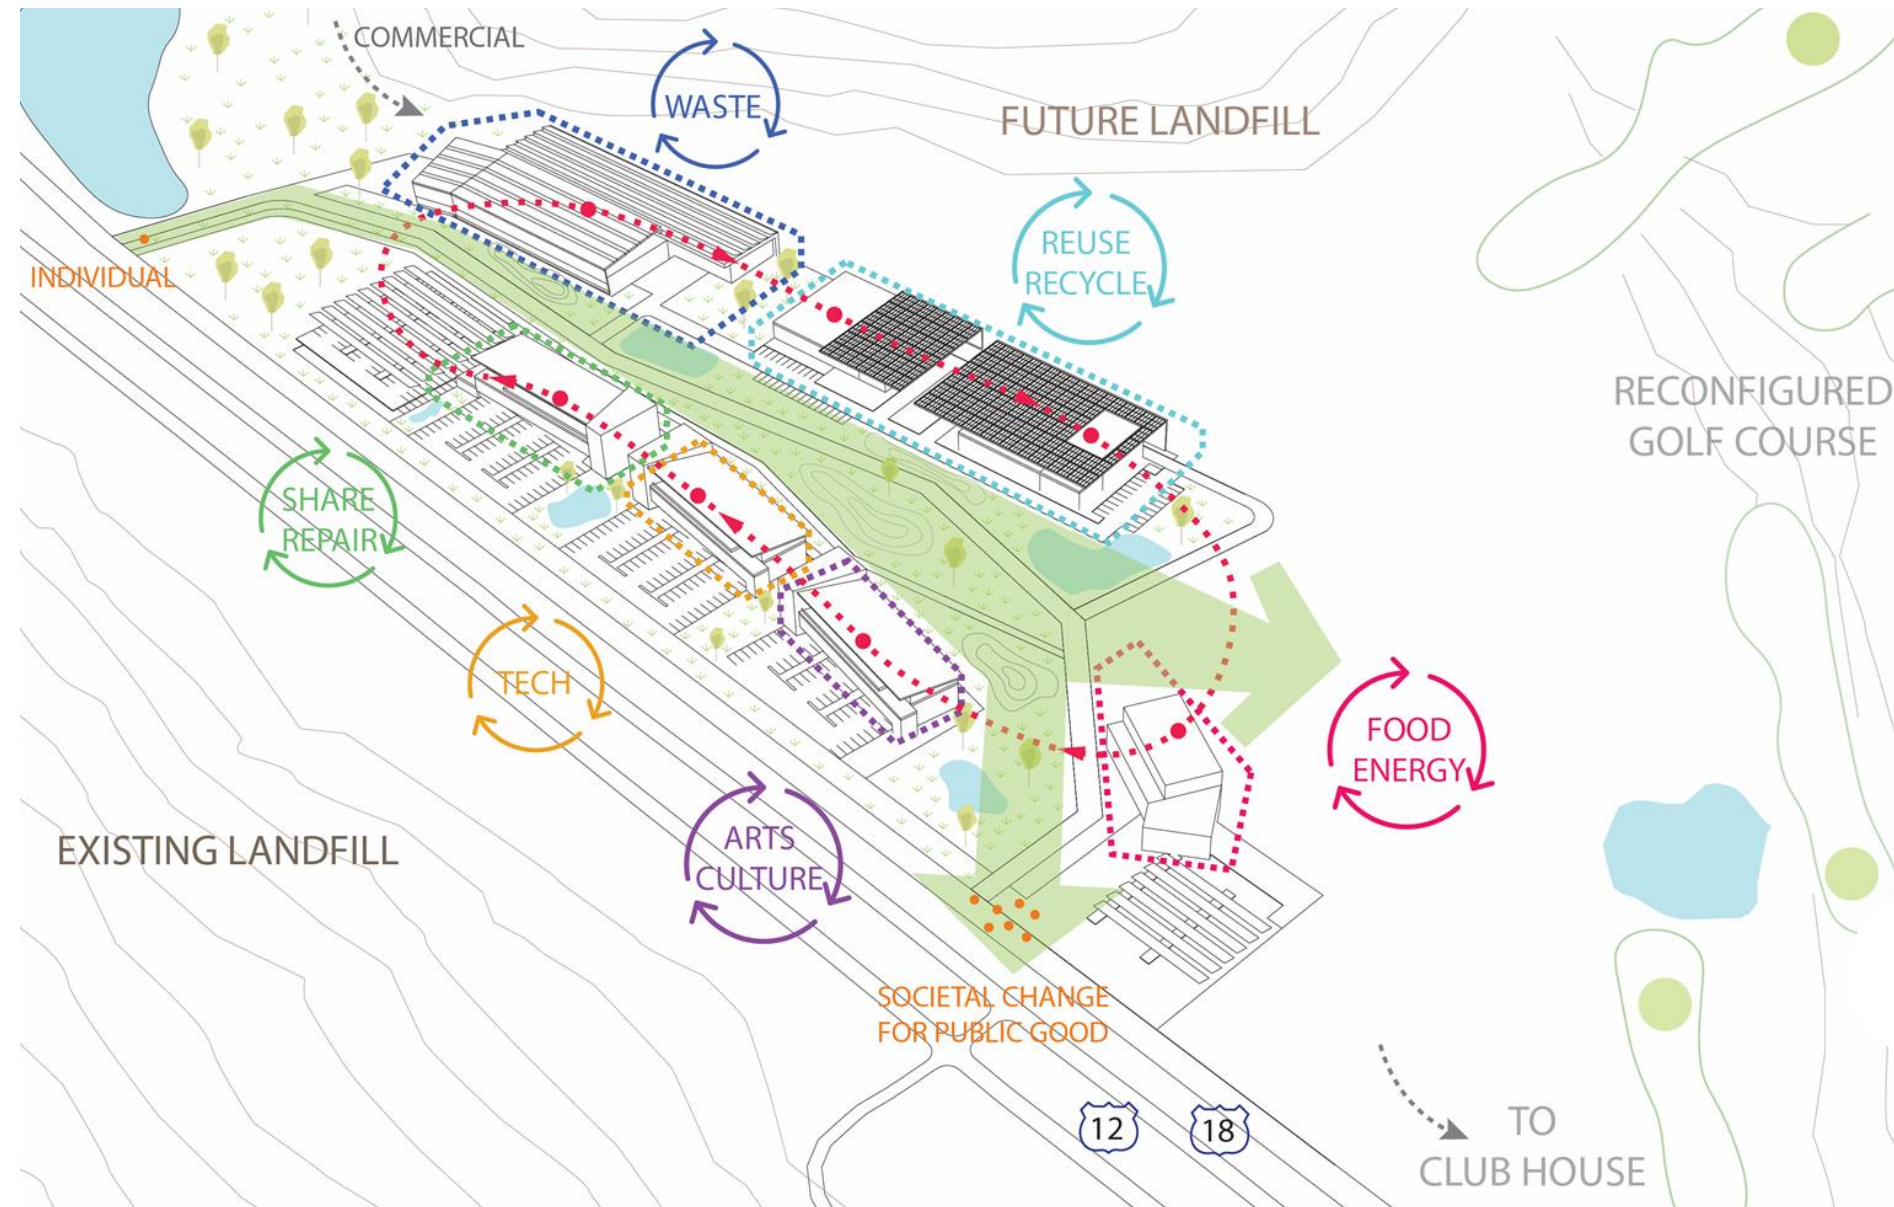 COMMERCIAL
WASTE
FUTURE LANDFILL
REUSE
RECYCLE
INDIVIDUAL
RECONFIGURED
GOLF COURSE
SHARE
REPAIR
TECH
FOOD
ENERGY
ARTS
CULTURE
EXISTING LANDFILL
SOCIETAL CHANGE
FOR PUBLIC GOOD
12
18
TO
CLUB HOUSE